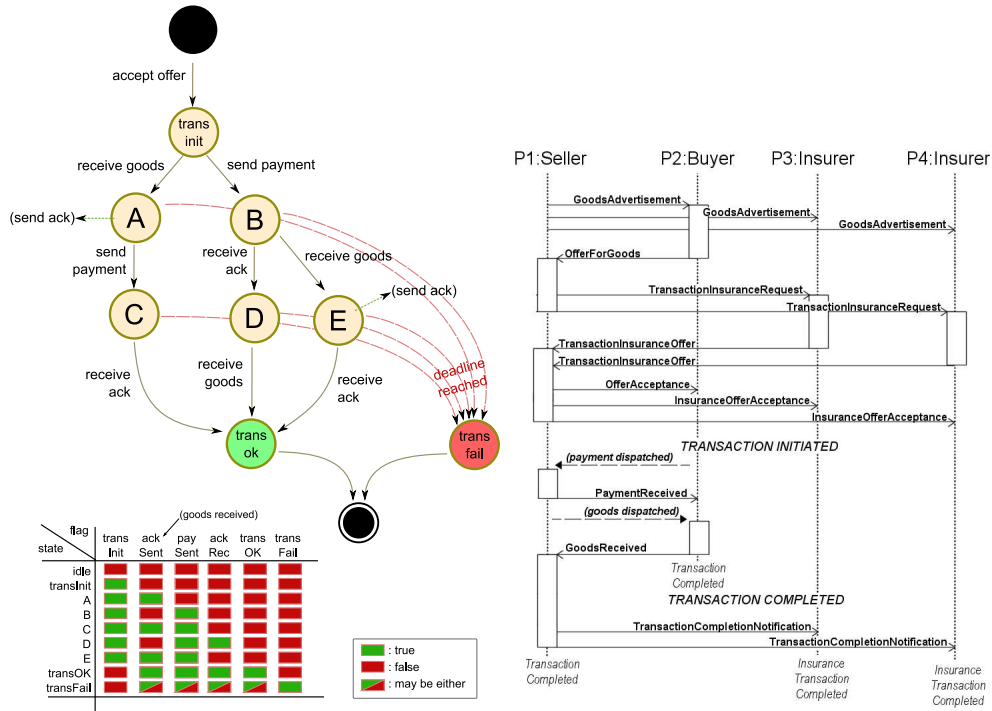 accept offer
trans
init
receive goods
send payment
(send ack)
A
B
send
payment
receive
ack
receive goods
(send ack)
C
D
E
receive
ack
receive
goods
receive
ack
deadline
reached
trans
ok
trans
fail
(goods received)
flag
state
trans
Init
ack
Sent
pay
Sent
ack
Rec
trans
OK
trans
Fail
idle
transInit
A
B
C
D
E
transOK
transFail
: true
: false
: may be either
P1:Seller P2:Buyer P3:Insurer P4:Insurer
GoodsAdvertisement
GoodsAdvertisement
GoodsAdvertisement
OfferForGoods
TransactionInsuranceRequest
TransactionInsuranceRequest
TransactionInsuranceOffer
TransactionInsuranceOffer
OfferAcceptance
InsuranceOfferAcceptance
InsuranceOfferAcceptance
TRANSACTION INITIATED
(payment dispatched)
PaymentReceived
(goods dispatched)
GoodsReceived
Transaction
Completed
TRANSACTION COMPLETED
TransactionCompletionNotification
TransactionCompletionNotification
Transaction
Completed
Insurance
Transaction
Completed
Insurance
Transaction
Completed